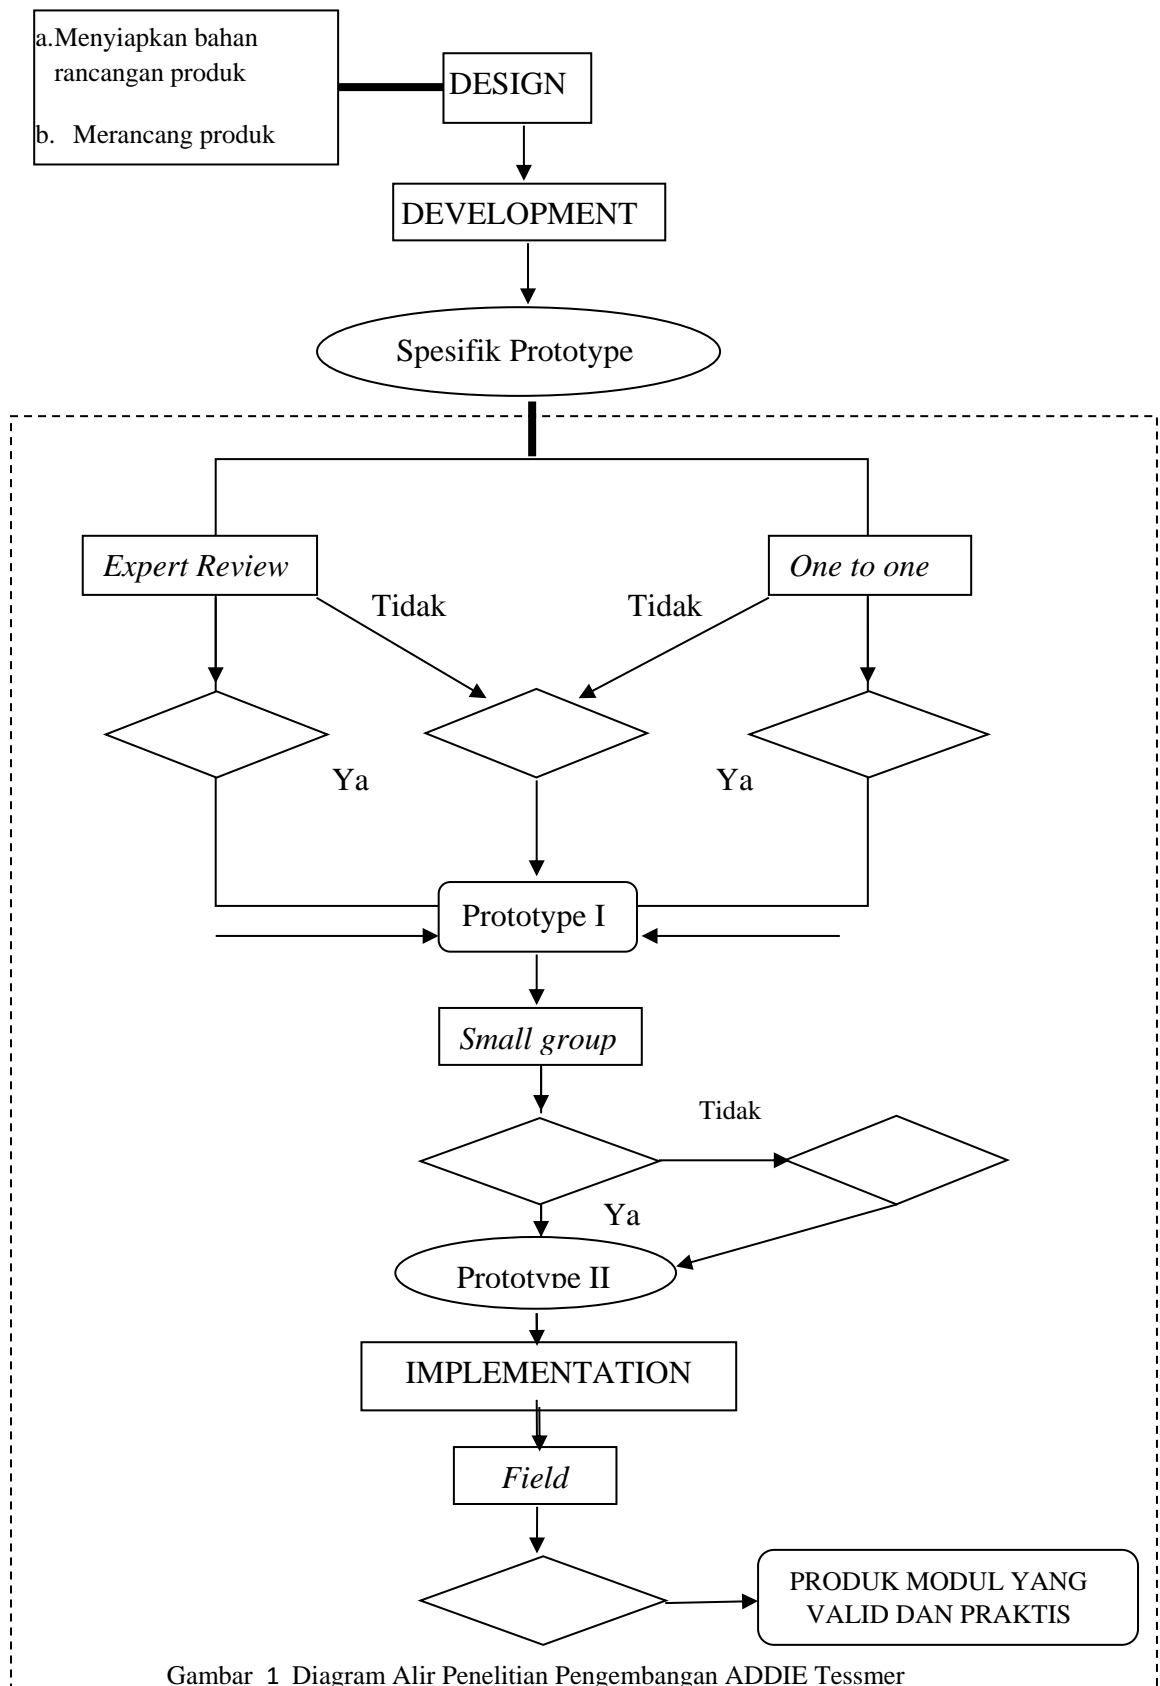 a.Menyiapkan bahan
rancangan produk
b. Merancang produk
DESIGN
DEVELOPMENT
Spesifik Prototype
Expert Review
One to one
Tidak
Tidak
Ya
Ya
Prototype I
Small group
Tidak
Ya
Prototype II
IMPLEMENTATION
Field
PRODUK MODUL YANG
VALID DAN PRAKTIS
Gambar 1 Diagram Alir Penelitian Pengembangan ADDIE Tessmer